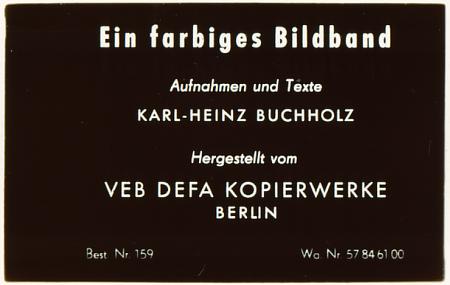 Ein farbiges Bildband
Aufnahmen und Texte
KARL-HEINZ BUCHHOLZ
Hergestellt vom
VEB DEFA KOPIERWERKE
BERLIN
Best. Nr. 159 Wa. Nr. 57 84 61 00